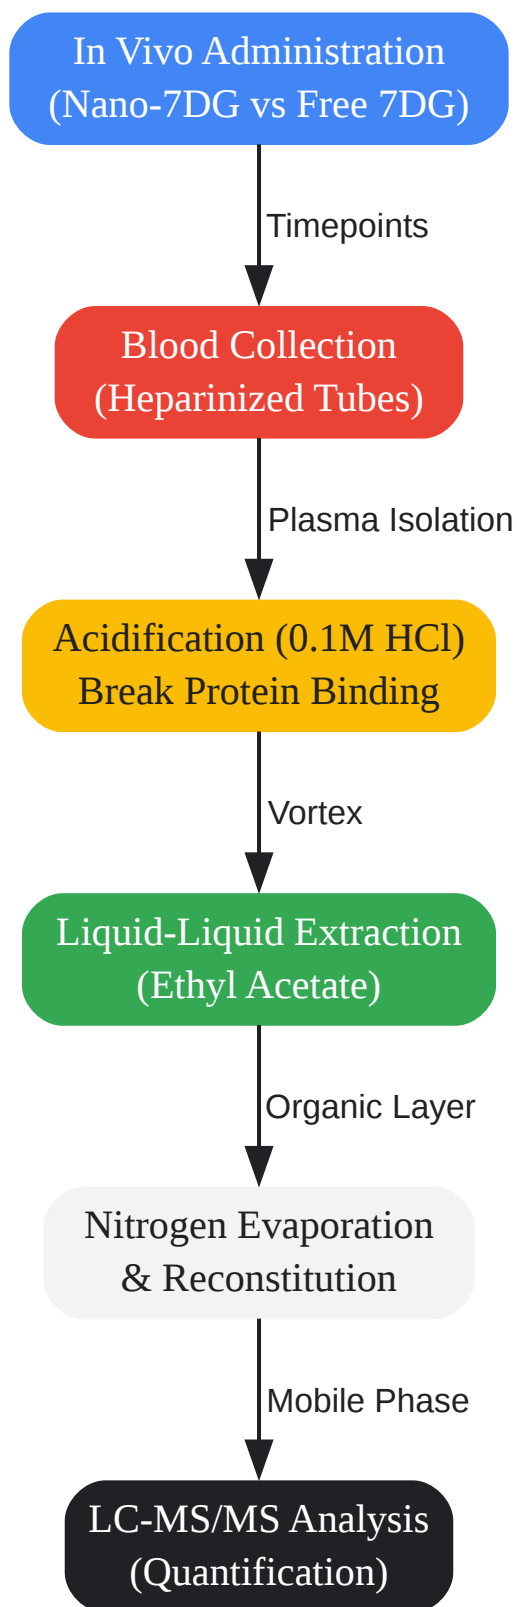 In Vivo Administration
(Nano-7DG vs Free 7DG)
Timepoints
Blood Collection
(Heparinized Tubes)
Plasma Isolation
Acidification (0.1M HCl)
Break Protein Binding
Vortex
Liquid-Liquid Extraction
(Ethyl Acetate)
Organic Layer
Nitrogen Evaporation
& Reconstitution
Mobile Phase
LC-MS/MS Analysis
(Quantification)